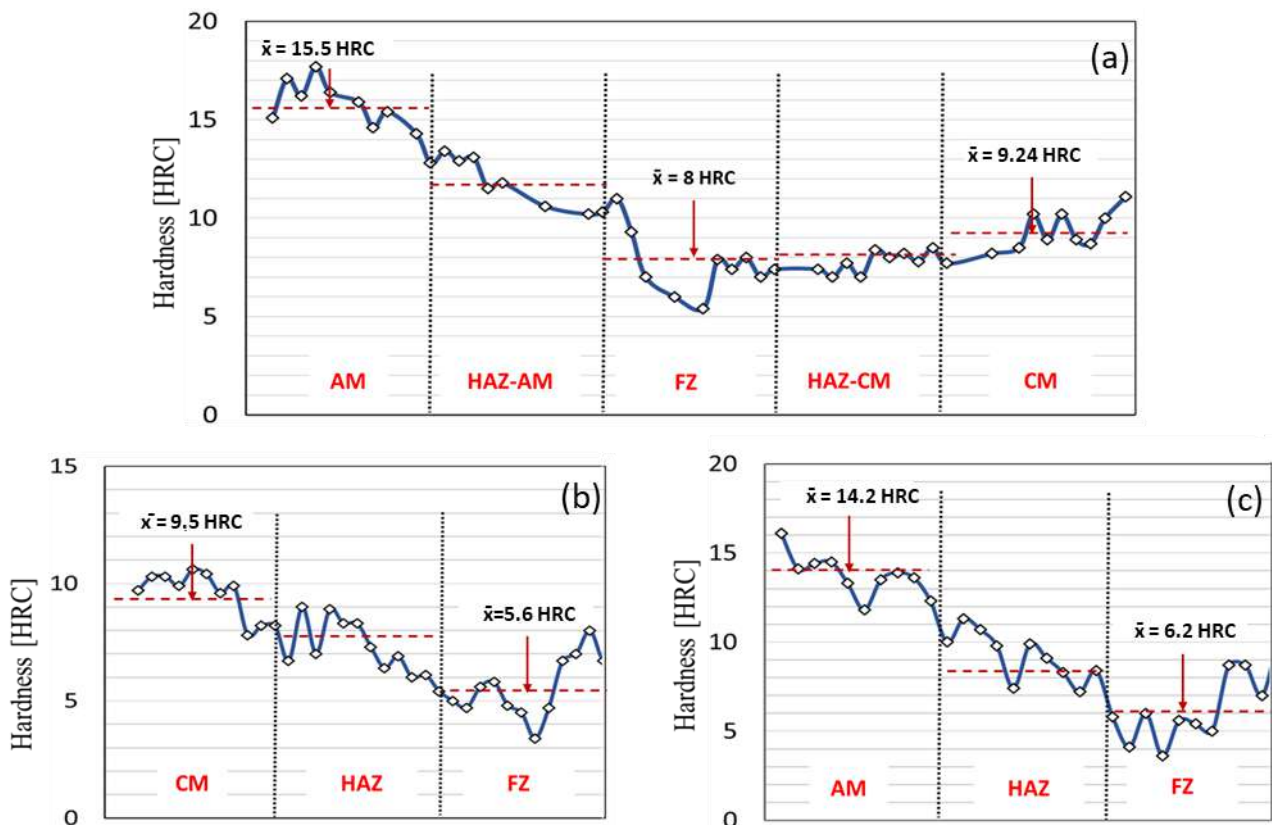 (a)
Hardness [HRC]
20
15
10
5
0
x̄ = 15.5 HRC
x̄ = 8 HRC
x̄ = 9.24 HRC
AM
HAZ-AM
FZ
HAZ-CM
CM
(b)
Hardness [HRC]
15
10
5
0
x̄ = 9.5 HRC
x̄=5.6 HRC
CM
HAZ
FZ
(c)
Hardness [HRC]
20
15
10
5
0
x̄ = 14.2 HRC
x̄ = 6.2 HRC
AM
HAZ
FZ